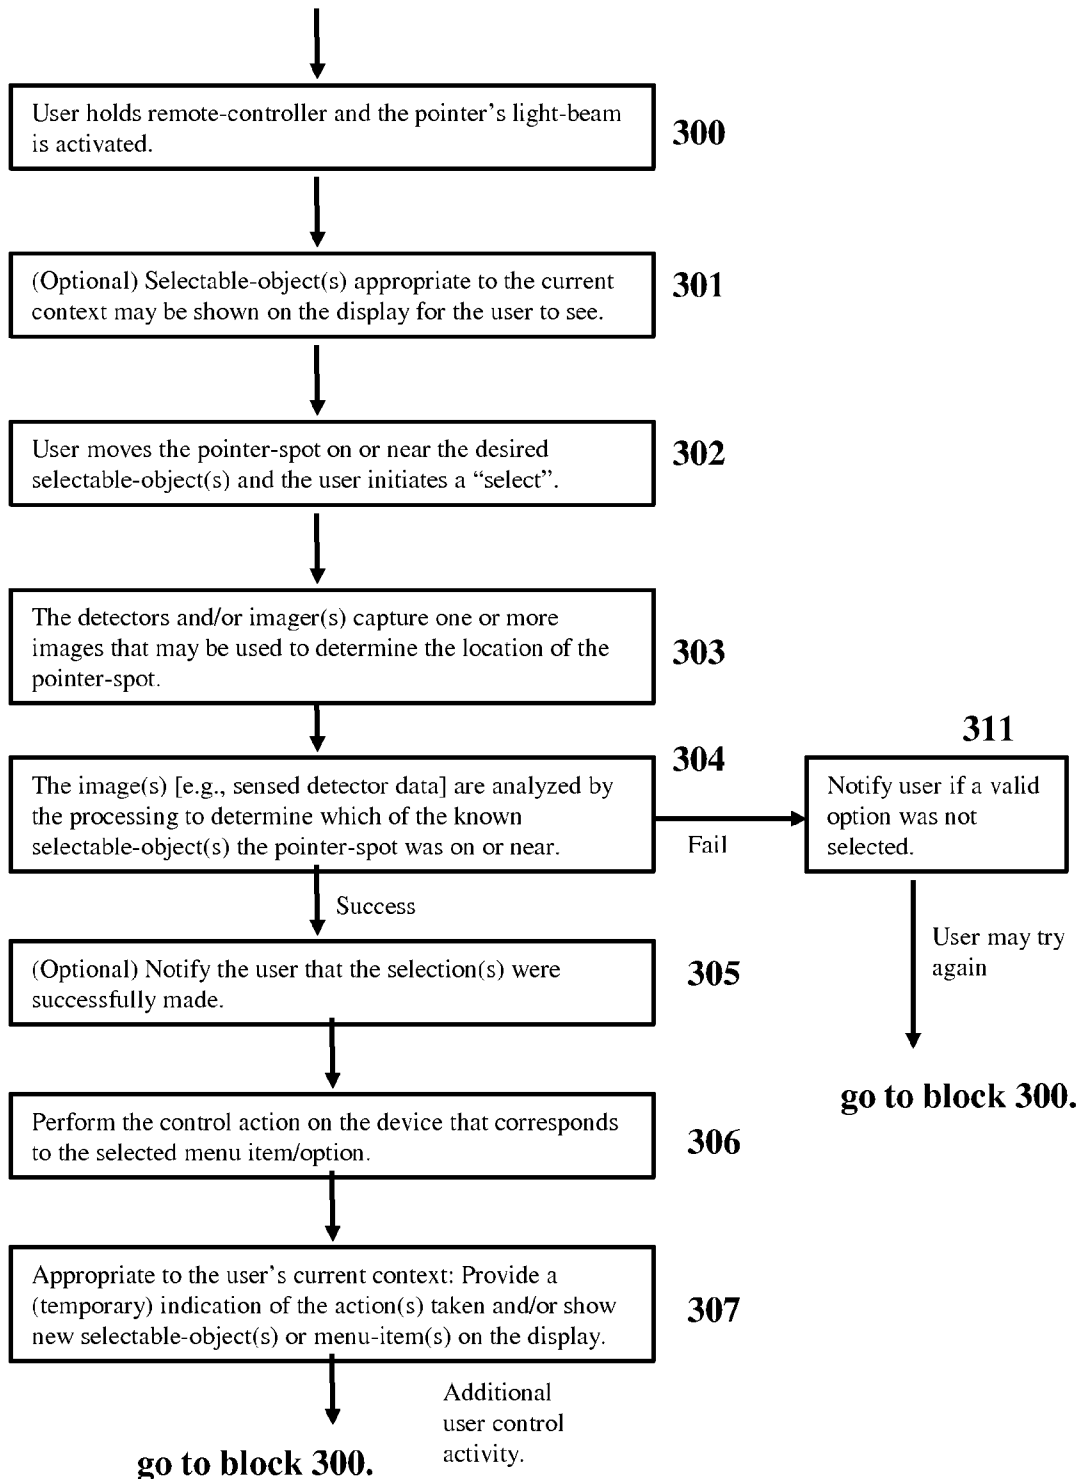 User holds remote-controller and the pointer's light-beam
is activated.
300
(Optional) Selectable-object(s) appropriate to the current
context may be shown on the display for the user to see.
301
User moves the pointer-spot on or near the desired
selectable-object(s) and the user initiates a “select”.
302
The detectors and/or imager(s) capture one or more
images that may be used to determine the location of the
pointer-spot.
303
311
304
The image(s) [e.g., sensed detector data] are analyzed by
the processing to determine which of the known
selectable-object(s) the pointer-spot was on or near.
Fail
Notify user if a valid
option was not
selected.
Success
User may try
again
(Optional) Notify the user that the selection(s) were
successfully made.
305
go to block 300.
Perform the control action on the device that corresponds
to the selected menu item/option.
306
Appropriate to the user's current context: Provide a
(temporary) indication of the action(s) taken and/or show
new selectable-object(s) or menu-item(s) on the display.
307
Additional
user control
activity.
go to block 300.